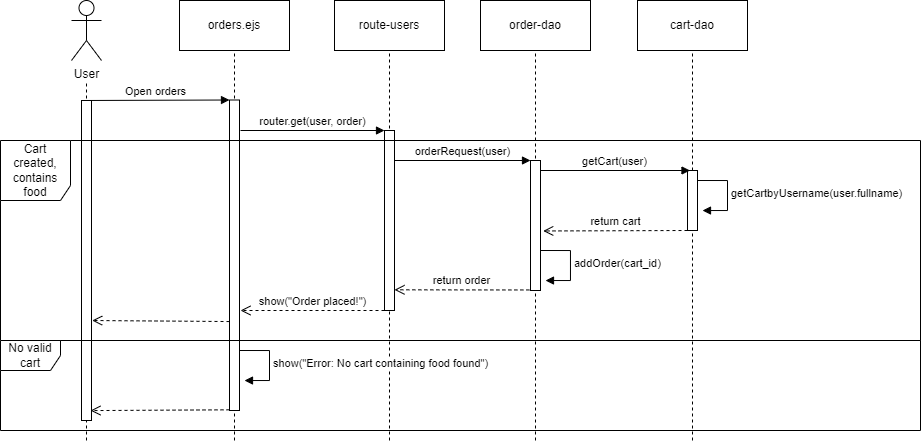 orders.ejs
route-users
order-dao
cart-dao
User
Open orders
router.get(user, order)
Cart
created,
contains
food
orderRequest(user)
getCart(user)
getCartbyUsername(user.fullname)
return cart
addOrder(cart_id)
return order
show("Order placed!")
No valid
cart
show("Error: No cart containing food found")